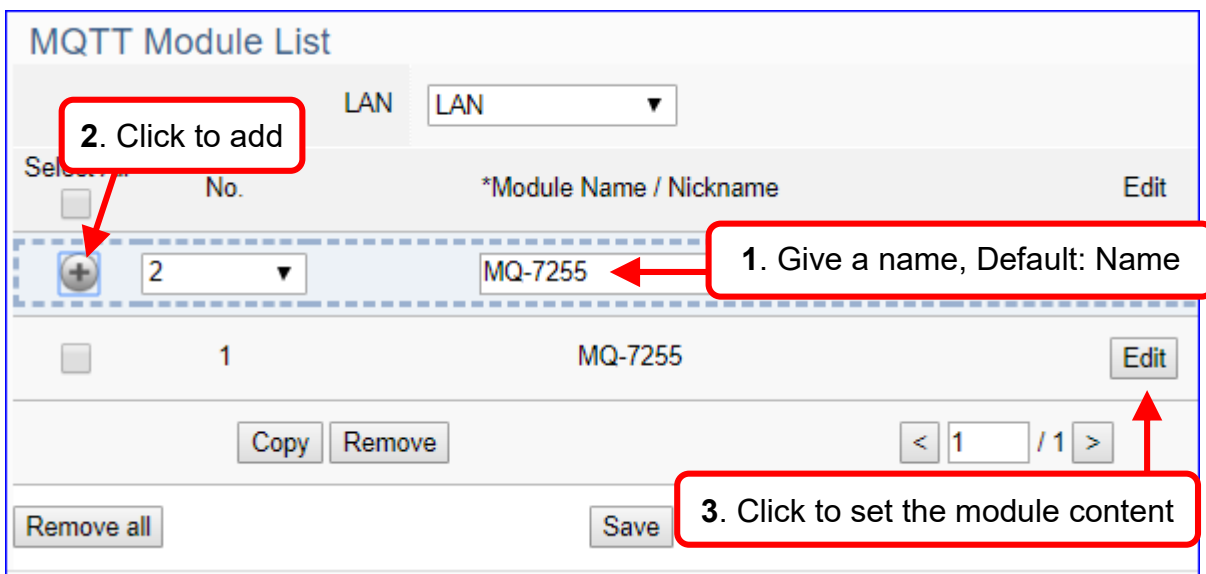 MQTT Module List
LAN LAN ▼
2. Click to add
No. *Module Name / Nickname Edit
2 ▼ MQ-7255
1. Give a name, Default: Name
1 MQ-7255 Edit
Copy Remove < 1 / 1 >
3. Click to set the module content
Remove all Save